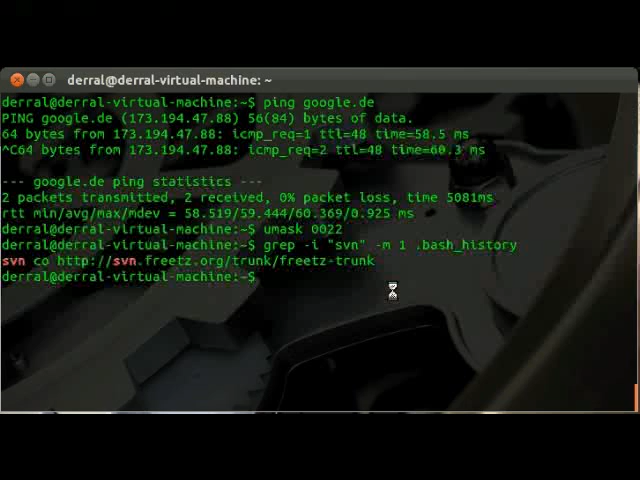 derral@derral-virtual-machine: ~
derral@derral-virtual-machine:~$ ping google.de
PING google.de (173.194.47.88) 56(84) bytes of data.
64 bytes from 173.194.47.88: icmp_req=1 ttl=48 time=58.5 ms
^C64 bytes from 173.194.47.88: icmp_req=2 ttl=48 time=60.3 ms
--- google.de ping statistics ---
2 packets transmitted, 2 received, 0% packet loss, time 5081ms
rtt min/avg/max/mdev = 58.519/59.444/60.369/0.925 ms
derral@derral-virtual-machine:~$ umask 0022
derral@derral-virtual-machine:~$ grep -i "svn" -m 1 .bash_history
svn co http://svn.freetz.org/trunk/freetz-trunk
derral@derral-virtual-machine:~$